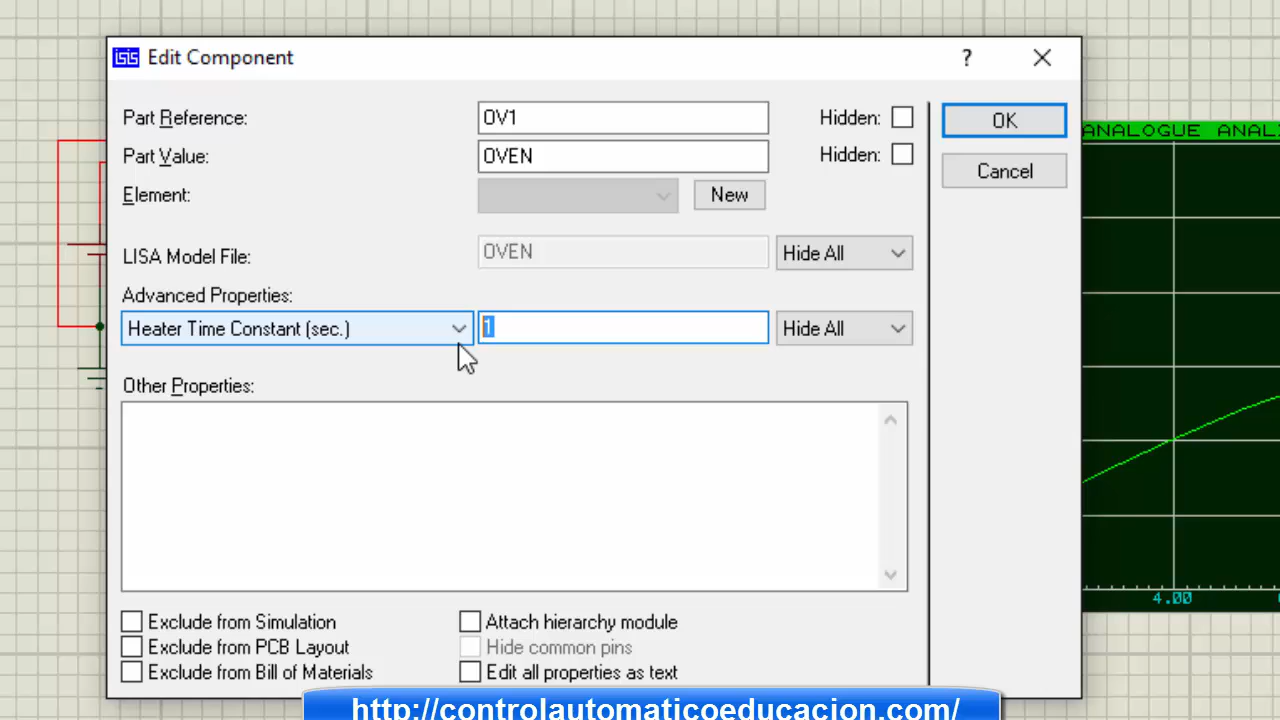 isis Edit Component ?
Part Reference: OV1 Hidden: OK
Part Value: OVEN Hidden:
Cancel
Element: New
LISA Model File: OVEN Hide All
Advanced Properties:
Heater Time Constant (sec.) 1 Hide All
Other Properties:
Exclude from Simulation Attach hierarchy module
Exclude from PCB Layout Hide common pins
Exclude from Bill of Materials Edit all properties as text
ANALOGUE ANAL
4.00
http://controlautomaticoeducacion.com/